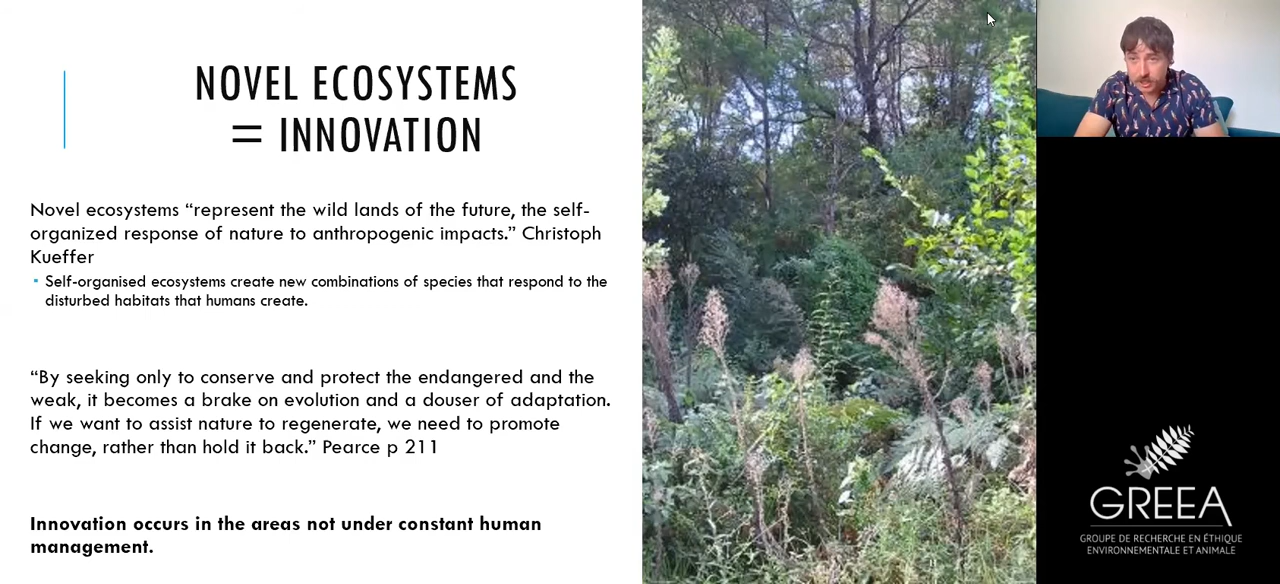 NOVEL ECOSYSTEMS
= INNOVATION
Novel ecosystems “represent the wild lands of the future, the self-
organized response of nature to anthropogenic impacts.” Christoph
Kueffer
▪ Self-organised ecosystems create new combinations of species that respond to the
disturbed habitats that humans create.
“By seeking only to conserve and protect the endangered and the
weak, it becomes a brake on evolution and a douser of adaptation.
If we want to assist nature to regenerate, we need to promote
change, rather than hold it back.” Pearce p 211
Innovation occurs in the areas not under constant human
management.
GREEA
GROUPE DE RECHERCHE EN ÉTHIQUE
ENVIRONNEMENTALE ET ANIMALE